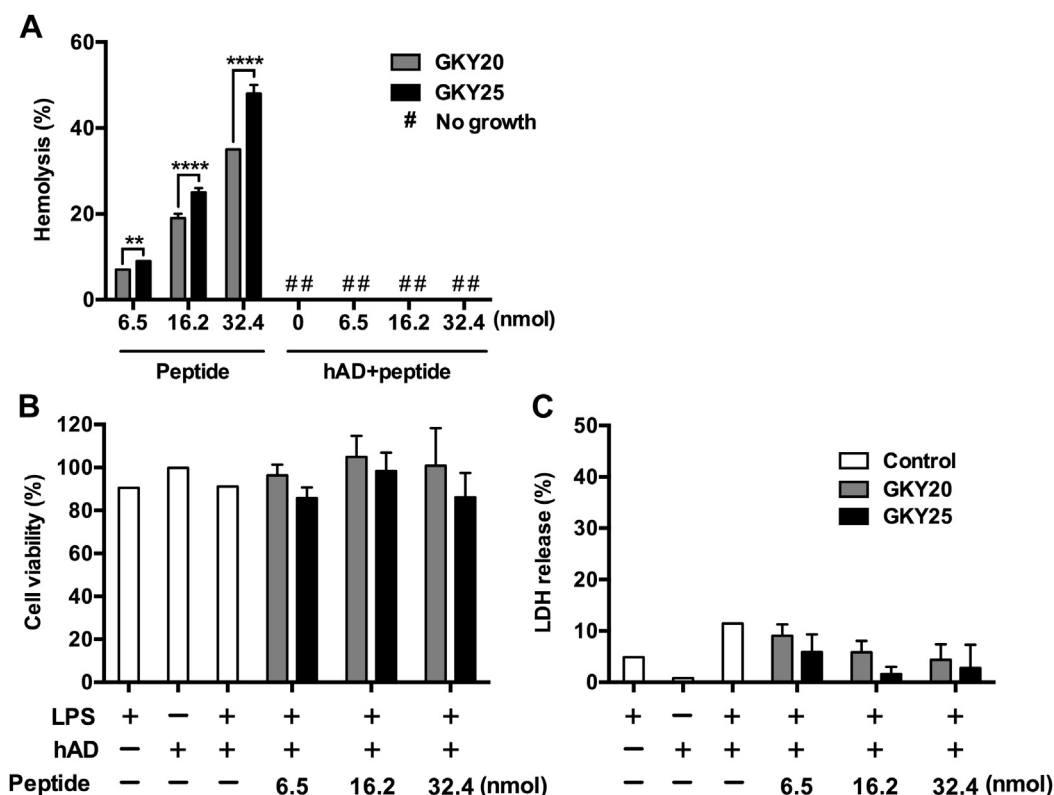 A
60
40
20
0
Hemolysis (%)
GKY20
GKY25
# No growth
**
****
****
## ## ## ##
6.5 16.2 32.4 0 6.5 16.2 32.4 (nmol)
Peptide hAD+peptide
B
120
100
80
60
40
20
0
Cell viability (%)
LPS + − + + + +
hAD − + + + + +
Peptide − − − 6.5 16.2 32.4 (nmol)
C
50
40
30
20
10
0
LDH release (%)
Control
GKY20
GKY25
+ − + + + +
− + + + + +
− − − 6.5 16.2 32.4 (nmol)